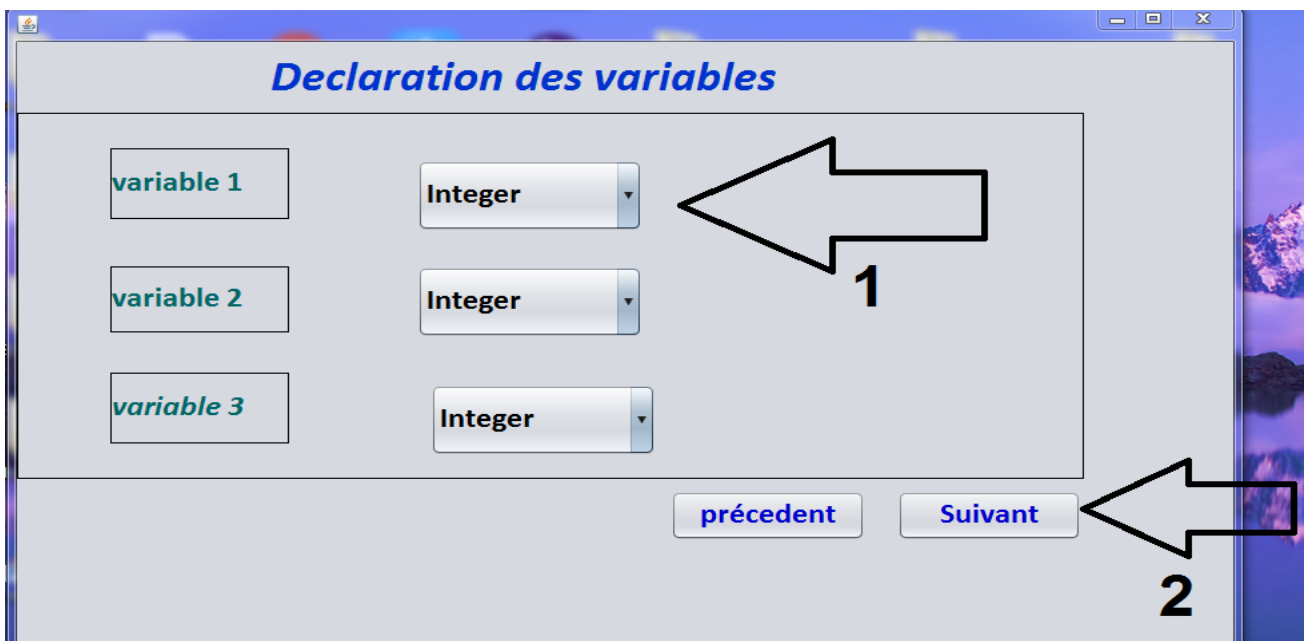 Declaration des variables
variable 1
Integer
1
variable 2
Integer
variable 3
Integer
précedent
Suivant
2